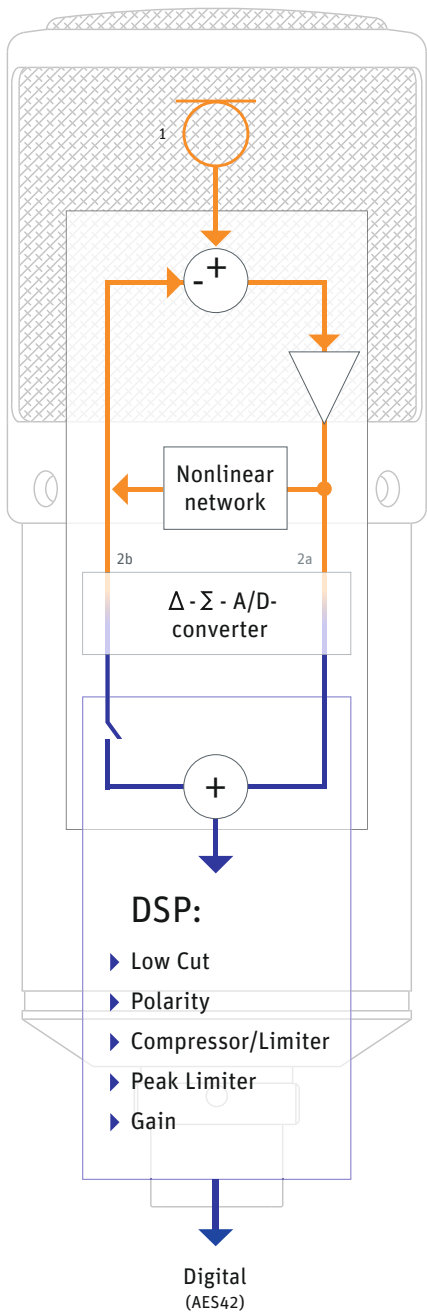 1
- +
Nonlinear
network
2b 2a
Δ - Σ - A/D-
converter
+
DSP:
Low Cut
Polarity
Compressor/Limiter
Peak Limiter
Gain
Digital
(AES42)